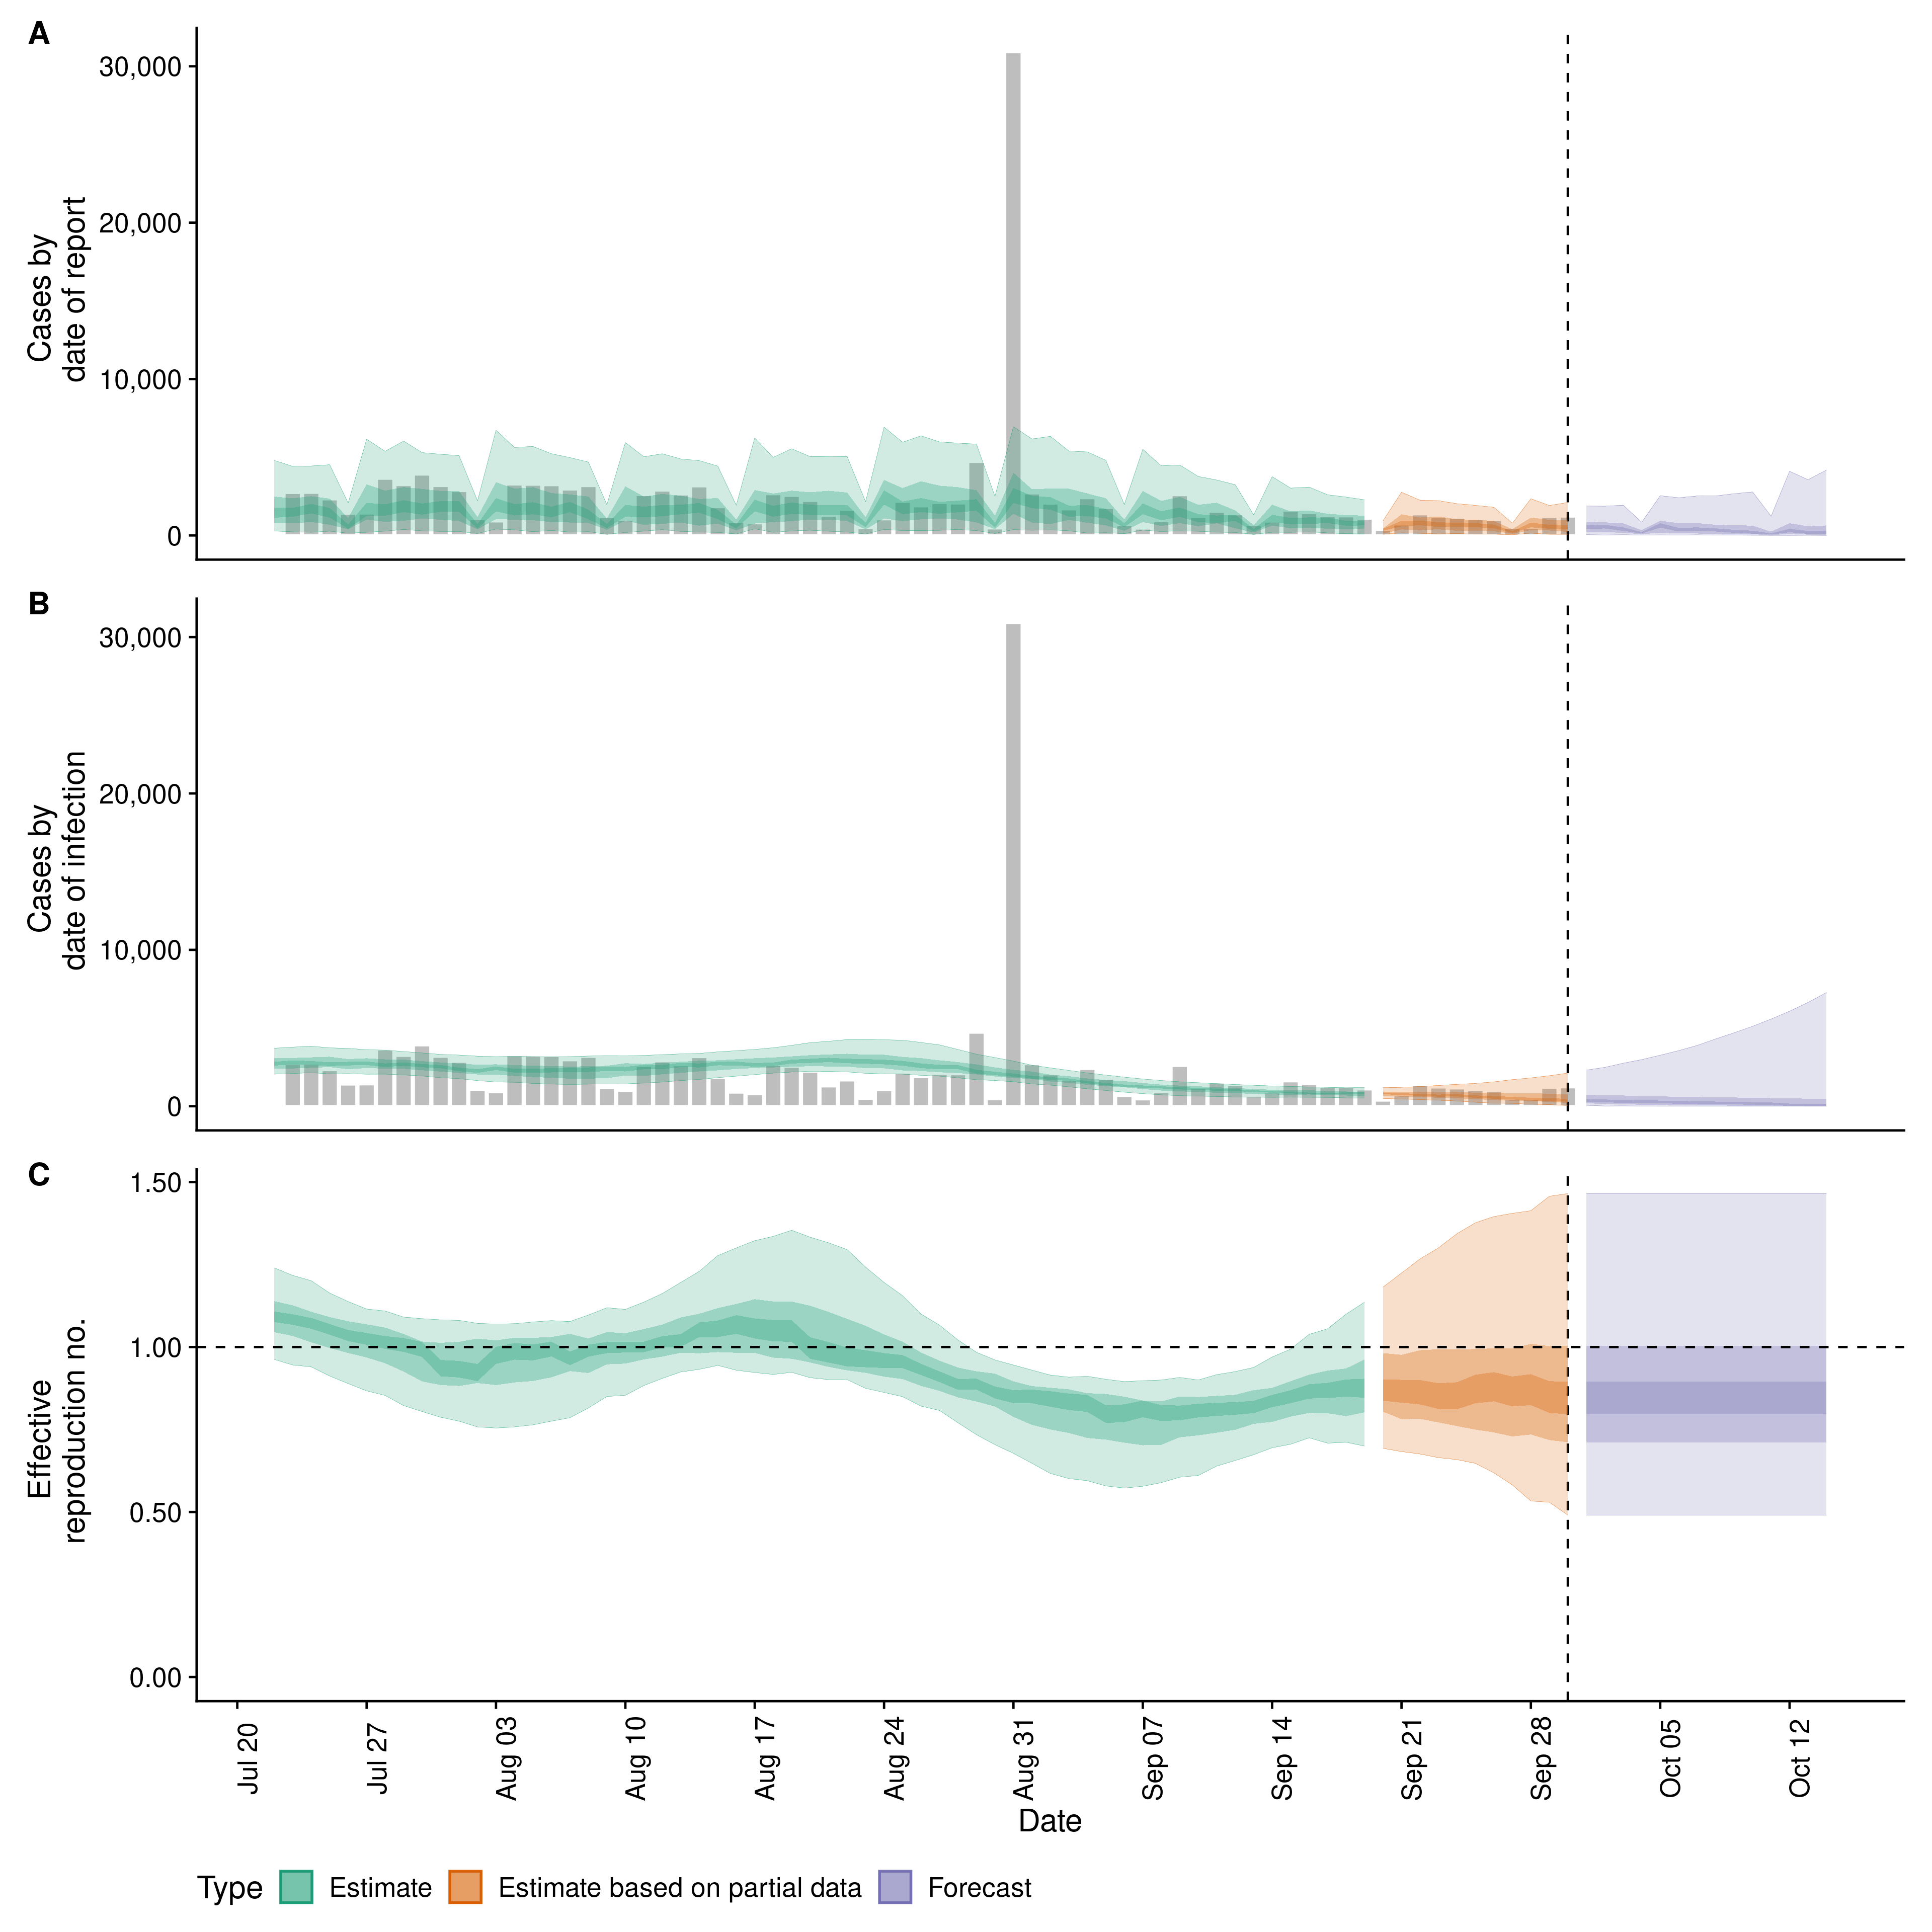 A
30,000
20,000
10,000
0
Cases by
date of report
B
30,000
20,000
10,000
0
Cases by
date of infection
C
1.50
1.00
0.50
0.00
Effective
reproduction no.
Jul 20
Jul 27
Aug 03
Aug 10
Aug 17
Aug 24
Aug 31
Sep 07
Sep 14
Sep 21
Sep 28
Oct 05
Oct 12
Date
Type Estimate Estimate based on partial data Forecast